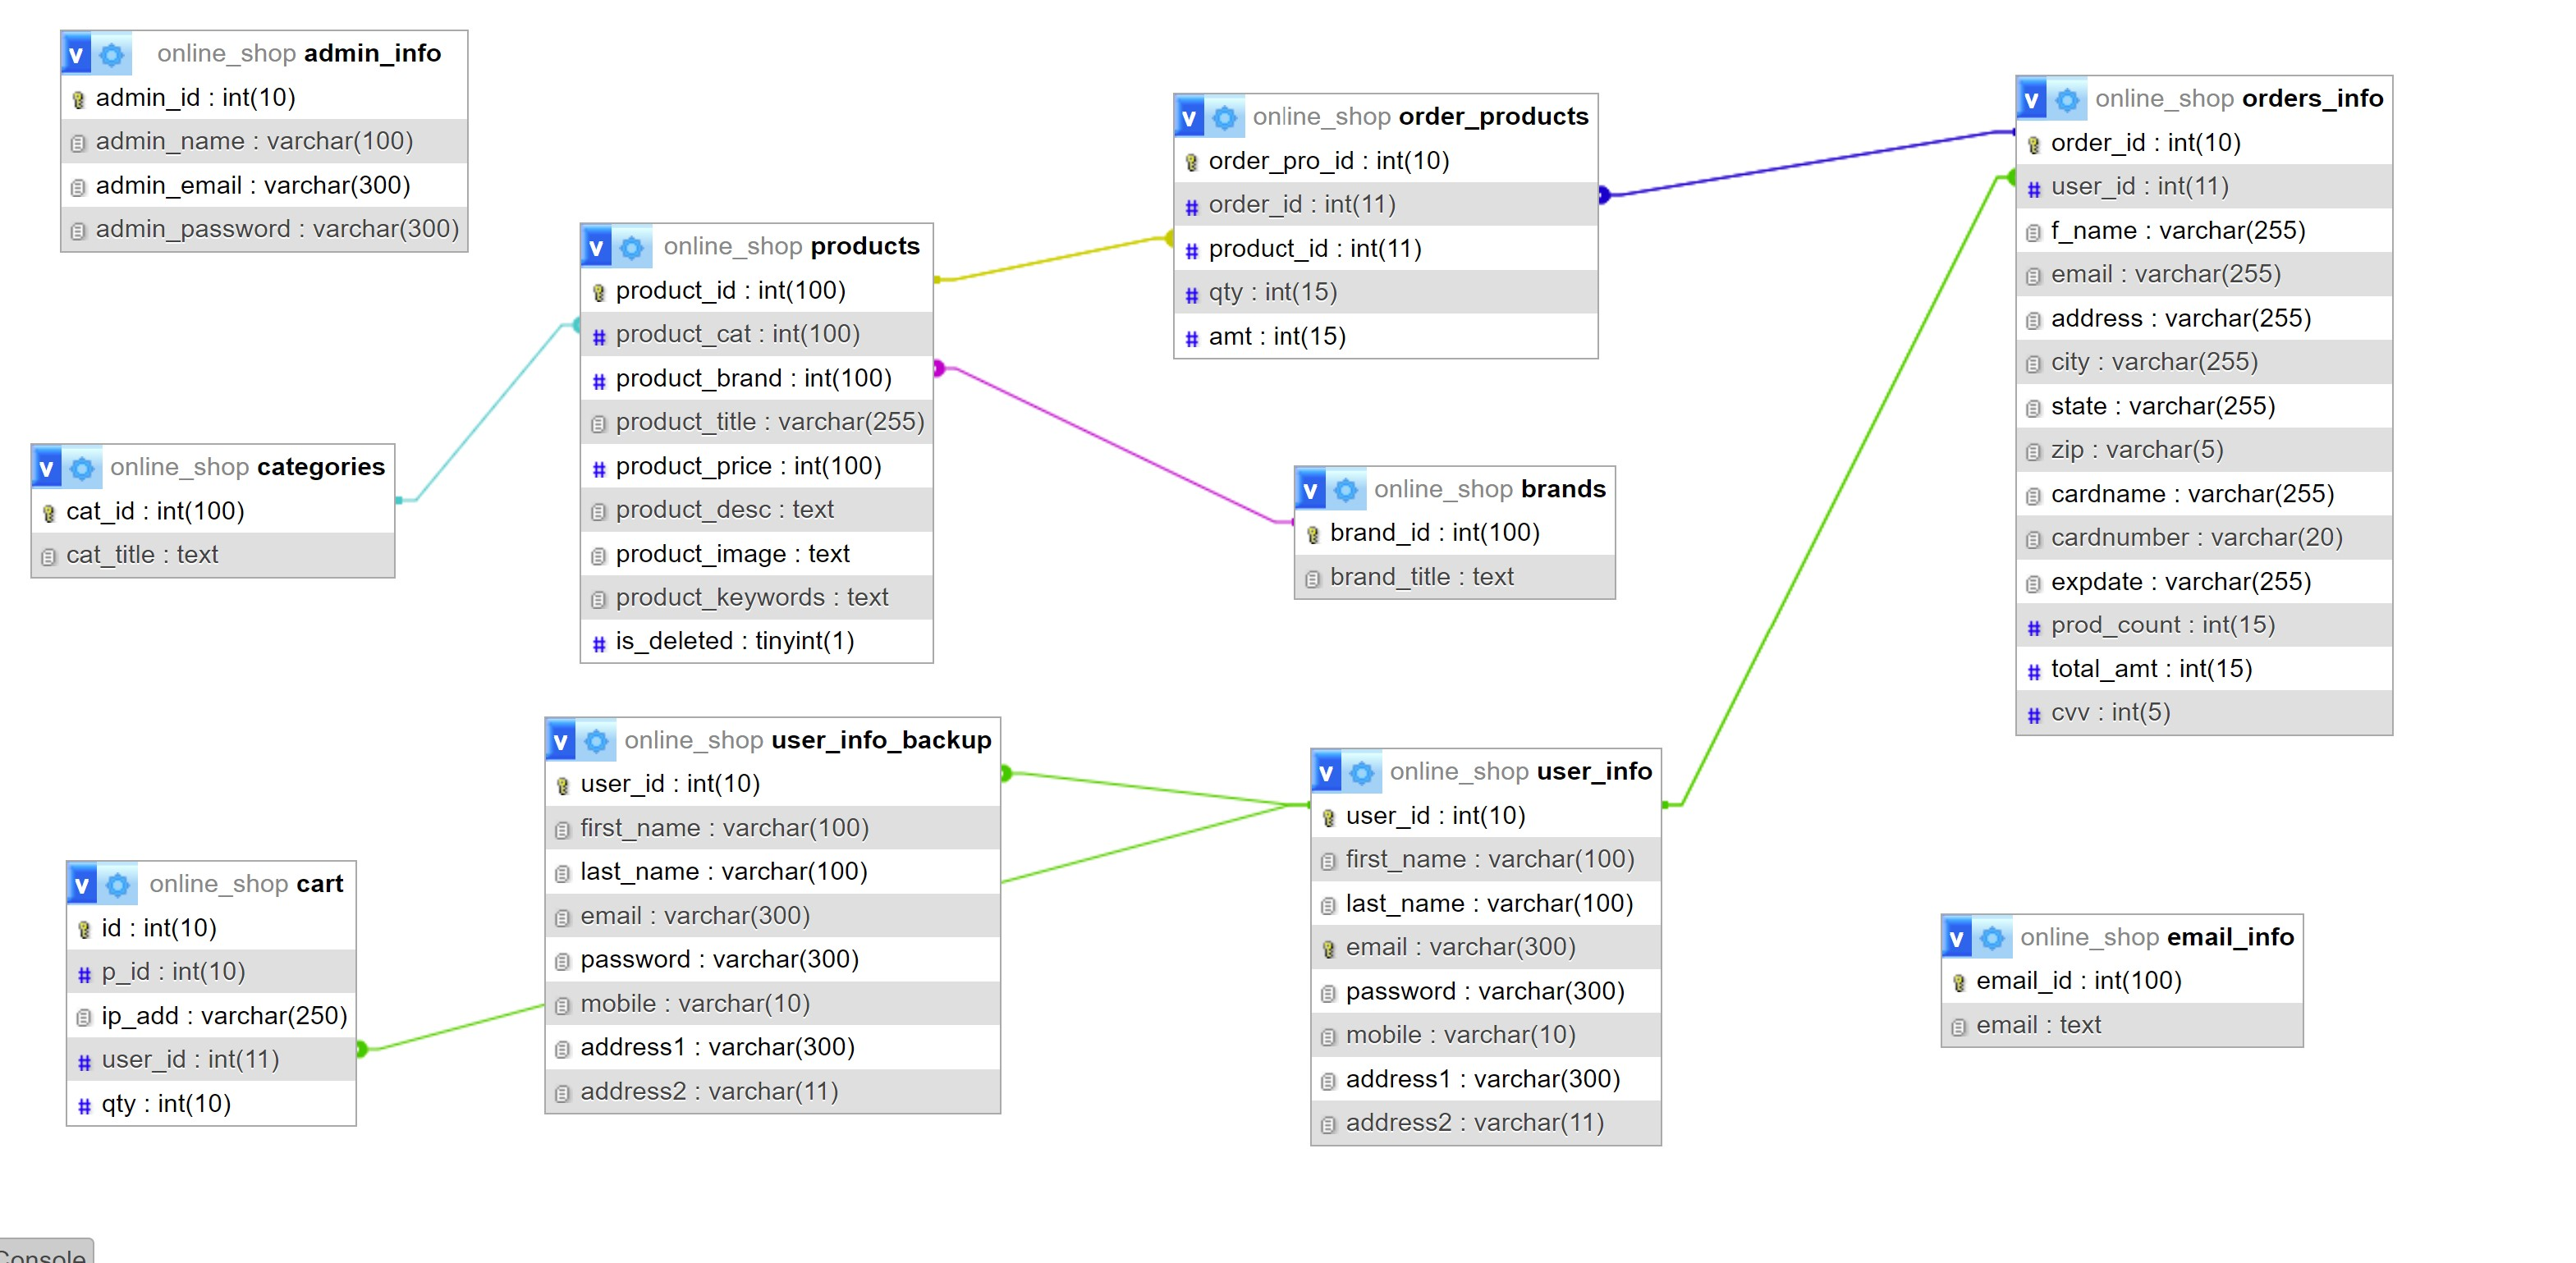 v online_shop admin_info
admin_id : int(10)
admin_name : varchar(100)
admin_email : varchar(300)
admin_password : varchar(300)
v online_shop categories
cat_id : int(100)
cat_title : text
v online_shop products
product_id : int(100)
# product_cat : int(100)
# product_brand : int(100)
product_title : varchar(255)
# product_price : int(100)
product_desc : text
product_image : text
product_keywords : text
# is_deleted : tinyint(1)
v online_shop order_products
order_pro_id : int(10)
# order_id : int(11)
# product_id : int(11)
# qty : int(15)
# amt : int(15)
v online_shop brands
brand_id : int(100)
brand_title : text
v online_shop orders_info
order_id : int(10)
# user_id : int(11)
f_name : varchar(255)
email : varchar(255)
address : varchar(255)
city : varchar(255)
state : varchar(255)
zip : varchar(5)
cardname : varchar(255)
cardnumber : varchar(20)
expdate : varchar(255)
# prod_count : int(15)
# total_amt : int(15)
# cvv : int(5)
v online_shop cart
id : int(10)
# p_id : int(10)
ip_add : varchar(250)
# user_id : int(11)
# qty : int(10)
v online_shop user_info_backup
user_id : int(10)
first_name : varchar(100)
last_name : varchar(100)
email : varchar(300)
password : varchar(300)
mobile : varchar(10)
address1 : varchar(300)
address2 : varchar(11)
v online_shop user_info
user_id : int(10)
first_name : varchar(100)
last_name : varchar(100)
email : varchar(300)
password : varchar(300)
mobile : varchar(10)
address1 : varchar(300)
address2 : varchar(11)
v online_shop email_info
email_id : int(100)
email : text
Console